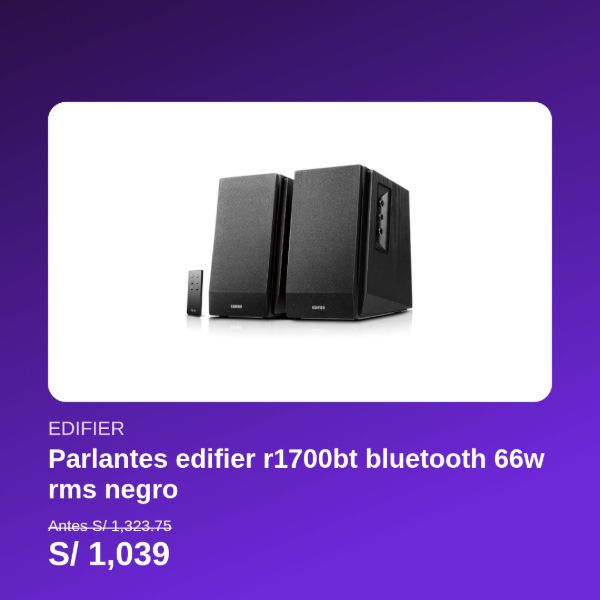 EDIFIER
Parlantes edifier r1700bt bluetooth 66w
rms negro
Antes S/ 1,323.75
S/ 1,039